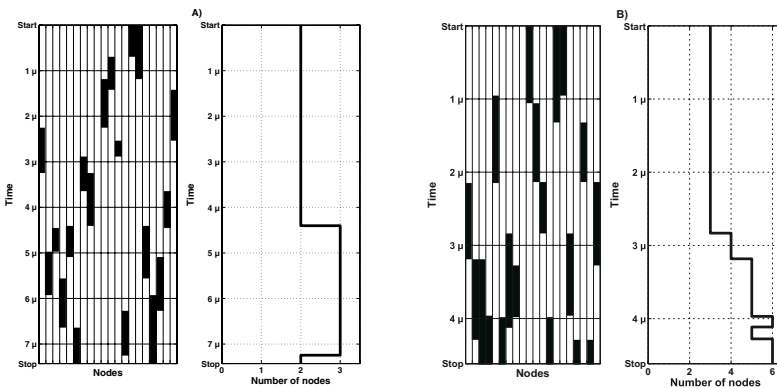 A)
Start
1 μ
2 μ
3 μ
4 μ
5 μ
6 μ
7 μ
Stop
Time
Nodes
Start
1 μ
2 μ
3 μ
4 μ
5 μ
6 μ
7 μ
Stop
Time
0 1 2 3
Number of nodes
B)
Start
1 μ
2 μ
3 μ
4 μ
Stop
Time
Nodes
Start
1 μ
2 μ
3 μ
4 μ
Stop
Time
0 2 4 6
Number of nodes